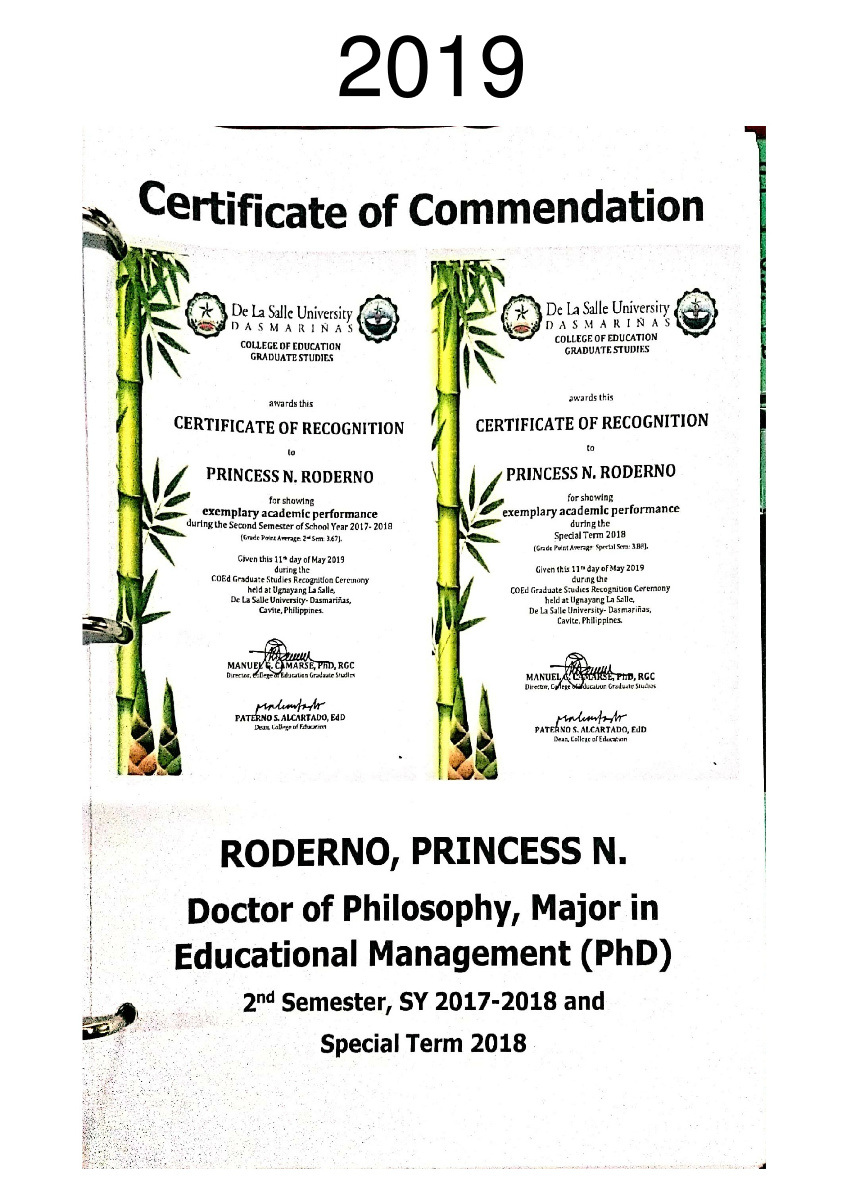 2019
Certificate of Commendation
De La Salle University
DASMARIÑAS
COLLEGE OF EDUCATION
GRADUATE STUDIES
awards this
CERTIFICATE OF RECOGNITION
to
PRINCESS N. RODERNO
for showing
exemplary academic performance
during the Second Semester of School Year 2017- 2018
(Grade Point Average: 2nd Sem: 3.67).
Given this 11th day of May 2019
during the
COEd Graduate Studies Recognition Ceremony
held at Ugnayang La Salle,
De La Salle University- Dasmariñas,
Cavite, Philippines.
MANUEL G. CAMARSE, PhD, RGC
Director, College of Education Graduate Studies
PATERNO S. ALCARTADO, EdD
Dean, College of Education
De La Salle University
DASMARIÑAS
COLLEGE OF EDUCATION
GRADUATE STUDIES
awards this
CERTIFICATE OF RECOGNITION
to
PRINCESS N. RODERNO
for showing
exemplary academic performance
during the
Special Term 2018
(Grade Point Average: Special Sem: 3.88).
Given this 11th day of May 2019
during the
COEd Graduate Studies Recognition Ceremony
held at Ugnayang La Salle,
De La Salle University- Dasmariñas,
Cavite, Philippines.
MANUEL G. CAMARSE, PhD, RGC
Director, College of Education Graduate Studies
PATERNO S. ALCARTADO, EdD
Dean, College of Education
RODERNO, PRINCESS N.
Doctor of Philosophy, Major in
Educational Management (PhD)
2nd Semester, SY 2017-2018 and
Special Term 2018